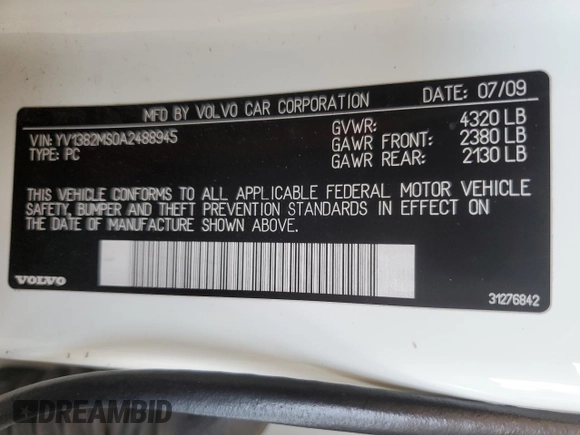 MFD BY VOLVO CAR CORPORATION DATE: 07/09
VIN: YV1382MS0A2488945
TYPE: PC
GVWR: 4320 LB
GAWR FRONT: 2380 LB
GAWR REAR: 2130 LB
THIS VEHICLE CONFORMS TO ALL APPLICABLE FEDERAL MOTOR VEHICLE
SAFETY, BUMPER AND THEFT PREVENTION STANDARDS IN EFFECT ON
THE DATE OF MANUFACTURE SHOWN ABOVE.
VOLVO
31276842
DREAMBID